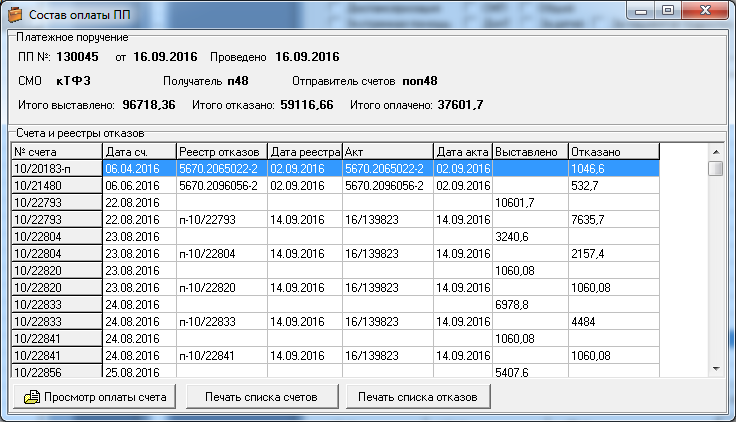 Состав оплаты ПП
Платежное поручение
ПП №: 130045 от 16.09.2016 Проведено 16.09.2016
СМО кТФЗ Получатель п48 Отправитель счетов поп48
Итого выставлено: 96718,36 Итого отказано: 59116,66 Итого оплачено: 37601,7
Счета и реестры отказов
№ счета Дата сч. Реестр отказов Дата реестра Акт Дата акта Выставлено Отказано
10/20183-п 06.04.2016 5670.2065022-2 02.09.2016 5670.2065022-2 02.09.2016 1046,6
10/21480 06.06.2016 5670.2096056-2 02.09.2016 5670.2096056-2 02.09.2016 532,7
10/22793 22.08.2016 10601,7
10/22793 22.08.2016 п-10/22793 14.09.2016 16/139823 14.09.2016 7635,7
10/22804 23.08.2016 3240,6
10/22804 23.08.2016 п-10/22804 14.09.2016 16/139823 14.09.2016 2157,4
10/22820 23.08.2016 1060,08
10/22820 23.08.2016 п-10/22820 14.09.2016 16/139823 14.09.2016 1060,08
10/22833 24.08.2016 6978,8
10/22833 24.08.2016 п-10/22833 14.09.2016 16/139823 14.09.2016 4484
10/22841 24.08.2016 1060,08
10/22841 24.08.2016 п-10/22841 14.09.2016 16/139823 14.09.2016 1060,08
10/22856 25.08.2016 5407,6
Просмотр оплаты счета Печать списка счетов Печать списка отказов